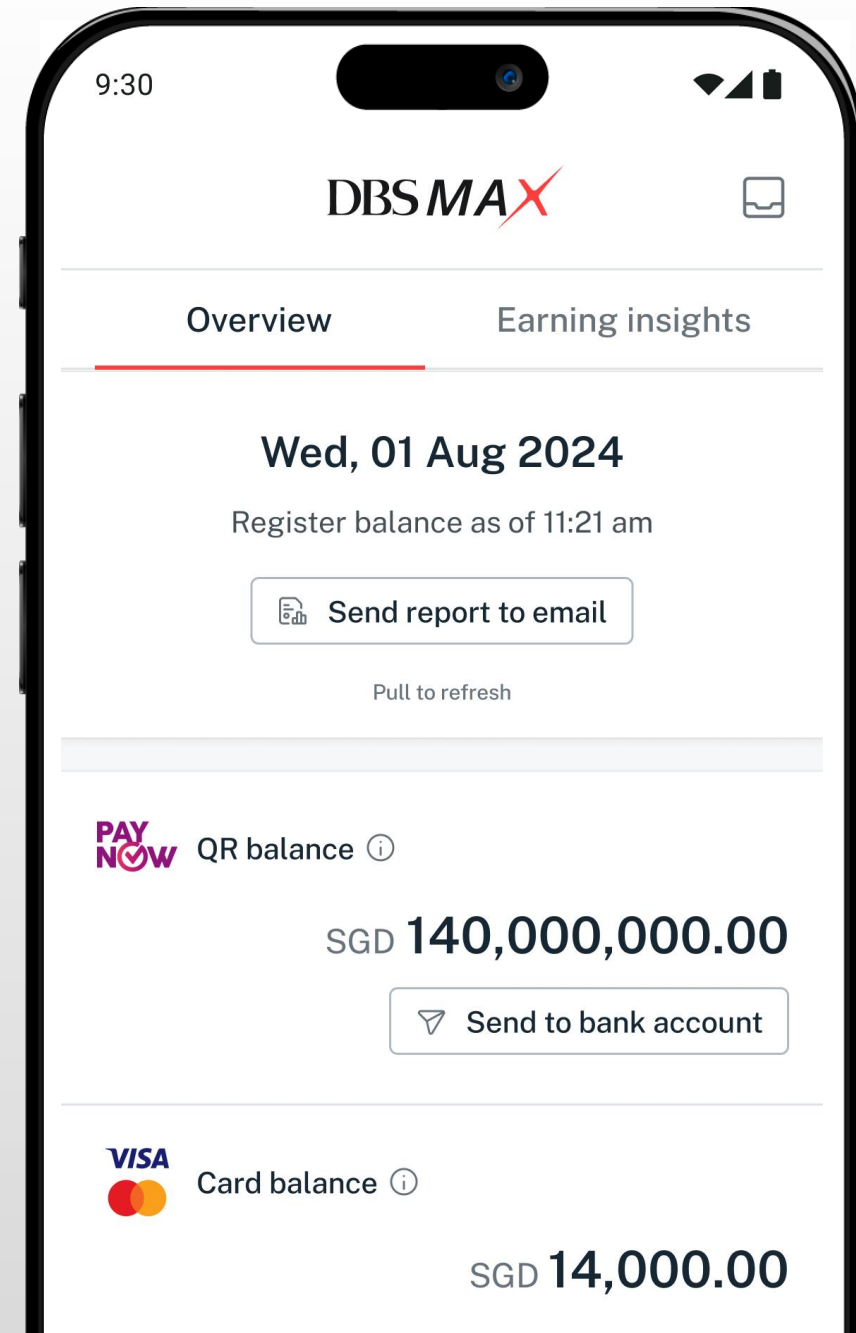 9:30
DBS MAX
Overview
Earning insights
Wed, 01 Aug 2024
Register balance as of 11:21 am
Send report to email
Pull to refresh
PAY NOW
QR balance
SGD 140,000,000.00
Send to bank account
VISA
Card balance
SGD 14,000.00